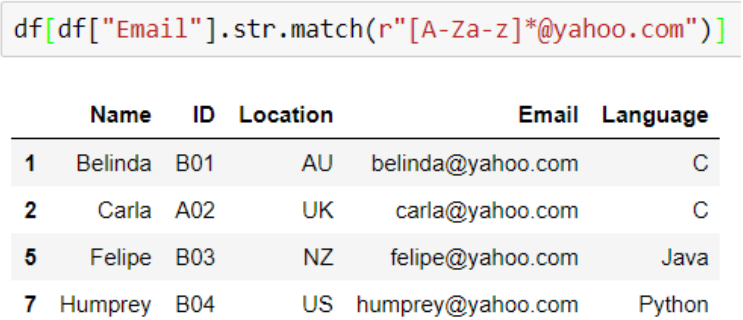 df[df["Email"].str.match(r"[A-Za-z]*@yahoo.com")]
Name ID Location Email Language
1 Belinda B01 AU belinda@yahoo.com C
2 Carla A02 UK carla@yahoo.com C
5 Felipe B03 NZ felipe@yahoo.com Java
7 Humprey B04 US humprey@yahoo.com Python